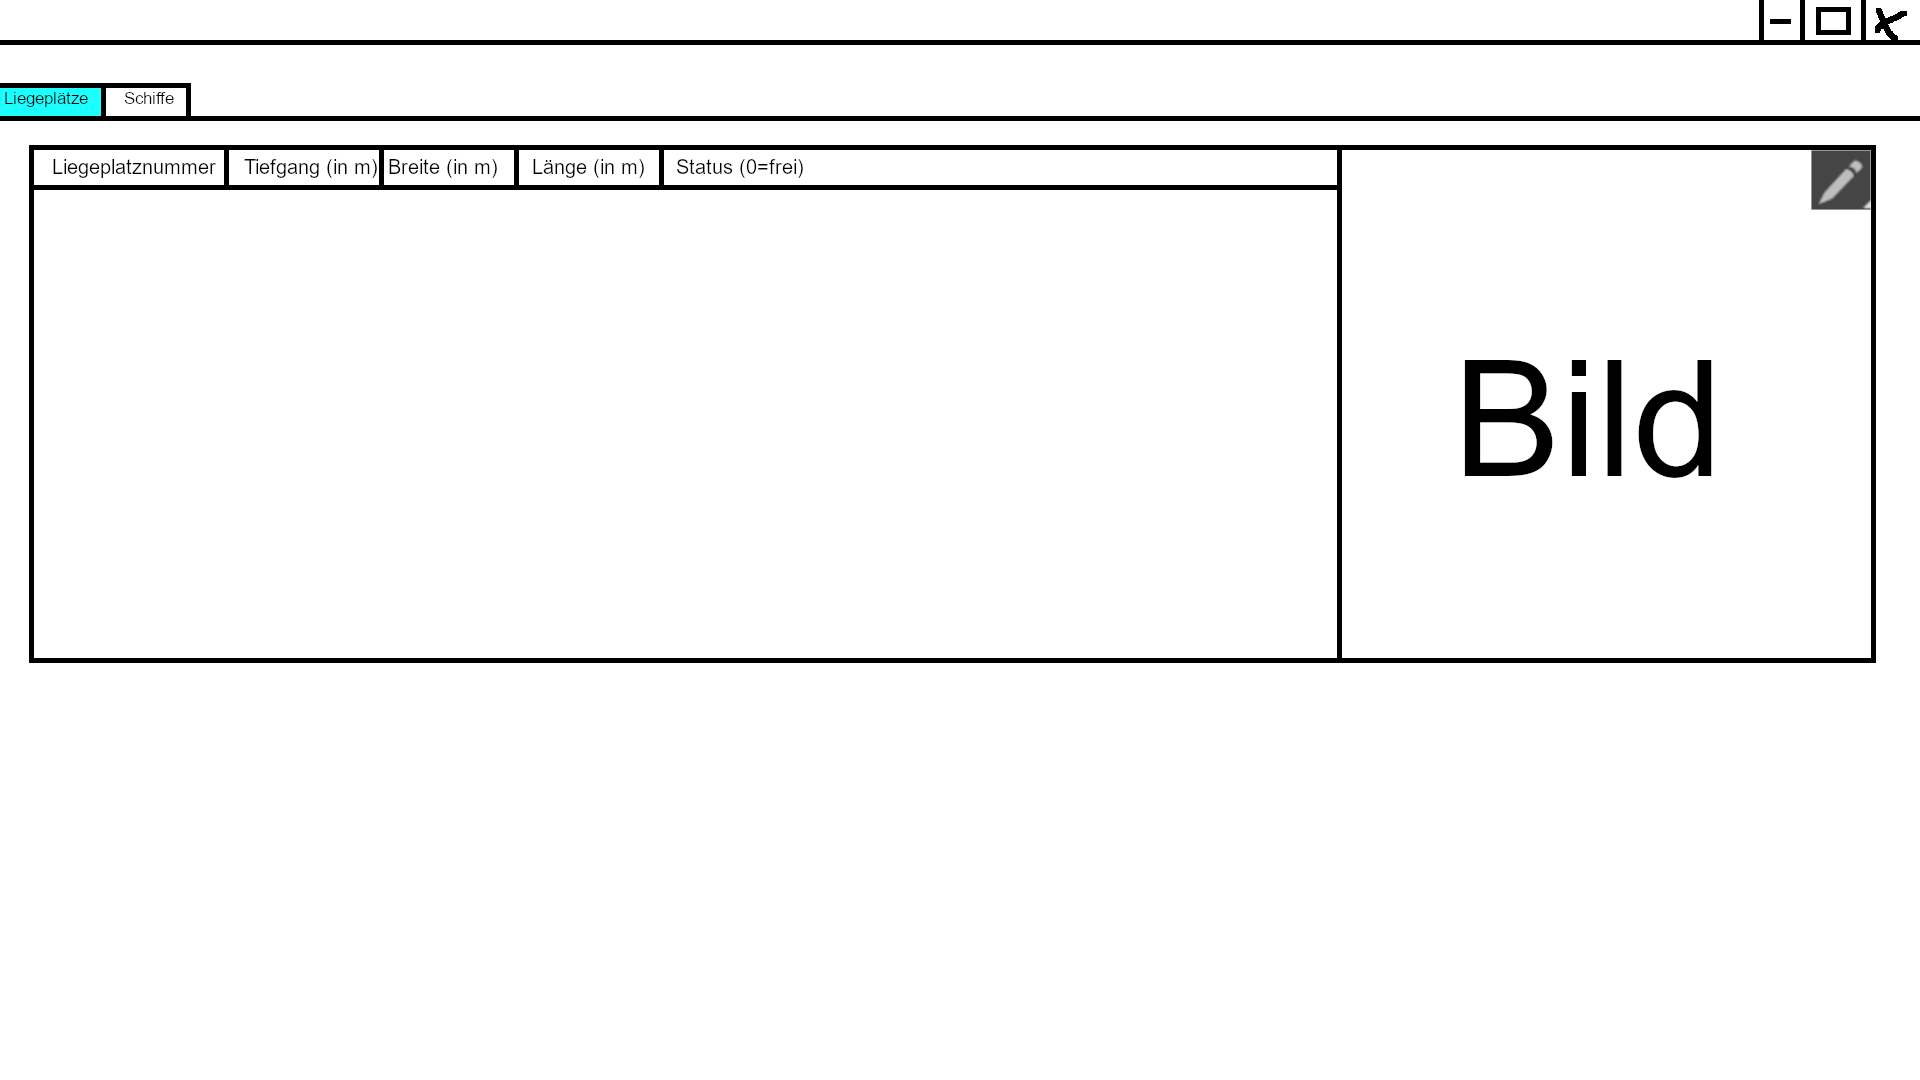 Liegeplätze
Schiffe
Liegeplatznummer
Tiefgang (in m)
Breite (in m)
Länge (in m)
Status (0=frei)
Bild